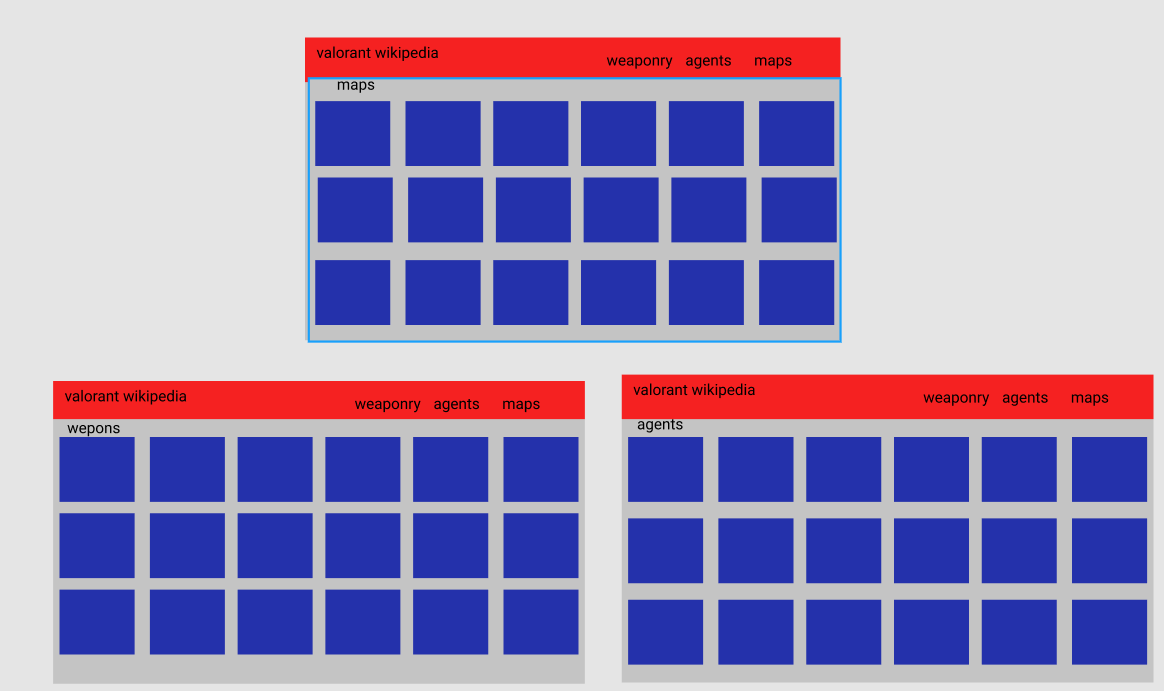 valorant wikipedia
weaponry agents maps
maps
valorant wikipedia
weaponry agents maps
wepons
valorant wikipedia
weaponry agents maps
agents